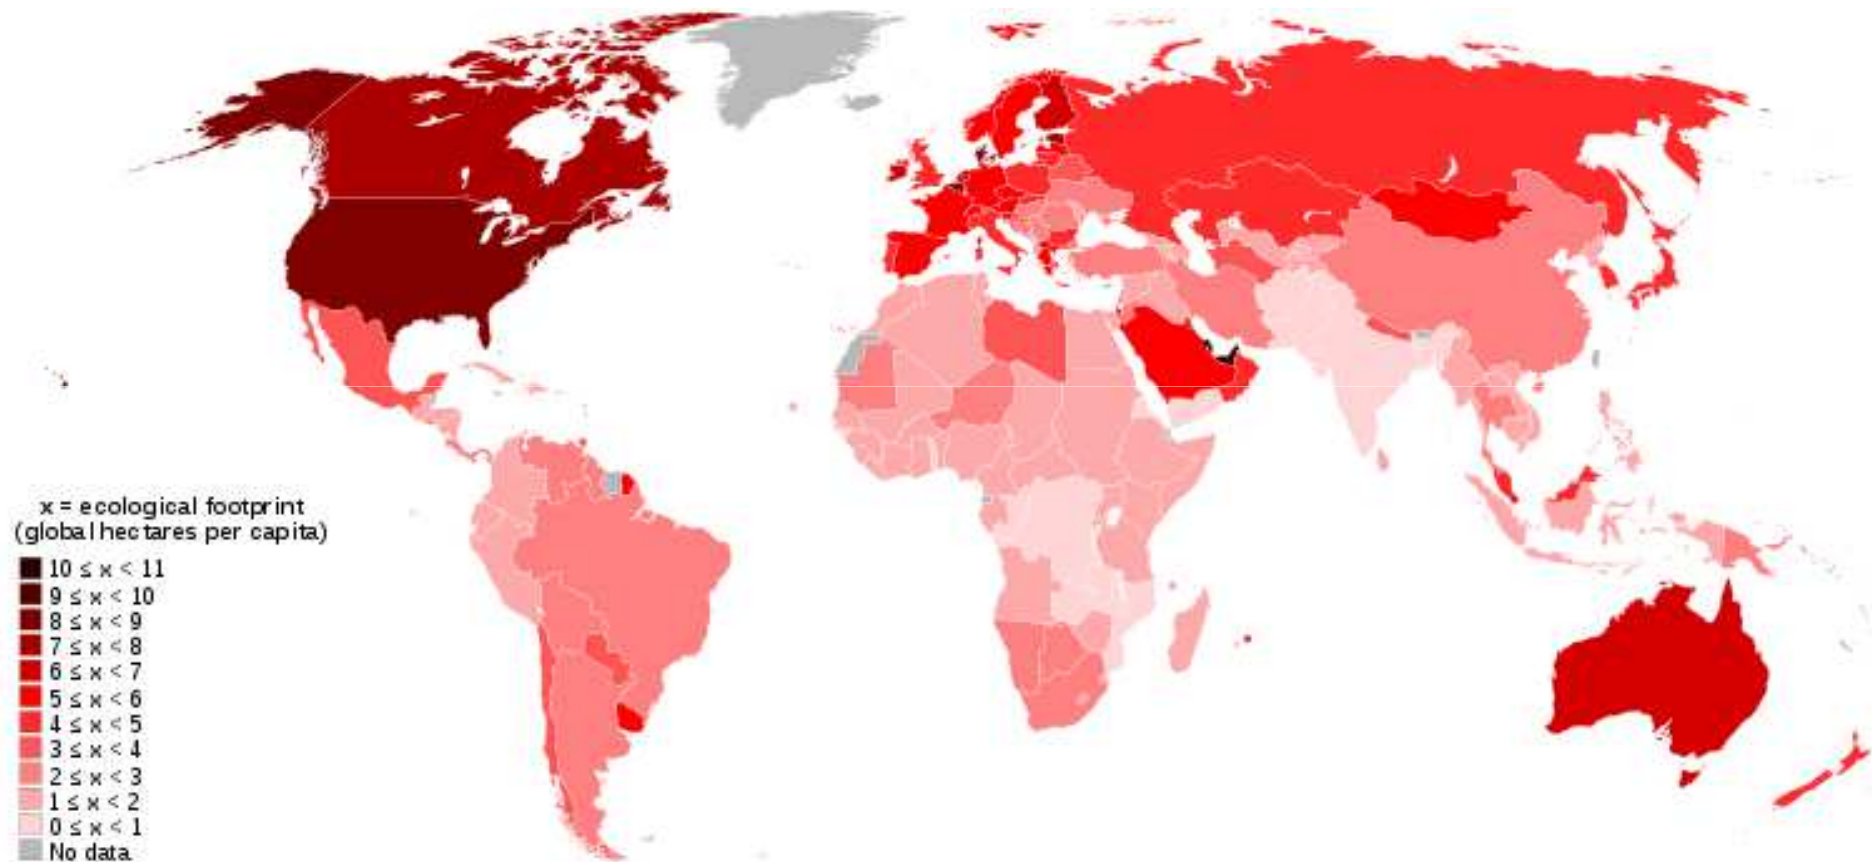 x = ecological footprint
(global hectares per capita)
10 ≤ x < 11
9 ≤ x < 10
8 ≤ x < 9
7 ≤ x < 8
6 ≤ x < 7
5 ≤ x < 6
4 ≤ x < 5
3 ≤ x < 4
2 ≤ x < 3
1 ≤ x < 2
0 ≤ x < 1
No data